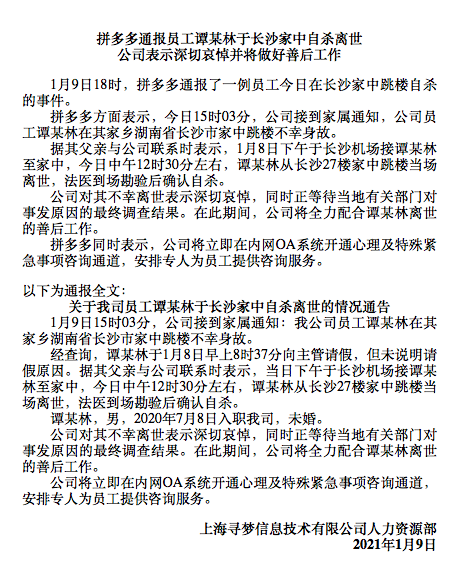 拼多多通报员工谭某林于长沙家中自杀离世
公司表示深切哀悼并将做好善后工作
1月9日18时，拼多多通报了一例员工今日在长沙家中跳楼自杀
的事件。
拼多多方面表示，今日15时03分，公司接到家属通知，公司员
工谭某林在其家乡湖南省长沙市家中跳楼不幸身故。
据其父亲与公司联系时表示，1月8日下午于长沙机场接谭某林
至家中，今日中午12时30分左右，谭某林从长沙27楼家中跳楼当场
离世，法医到场勘验后确认自杀。
公司对其不幸离世表示深切哀悼，同时正等待当地有关部门对
事发原因的最终调查结果。在此期间，公司将全力配合谭某林离世
的善后工作。
拼多多同时表示，公司将立即在内网OA系统开通心理及特殊紧
急事项咨询通道，安排专人为员工提供咨询服务。
以下为通报全文：
关于我司员工谭某林于长沙家中自杀离世的情况通告
1月9日15时03分，公司接到家属通知：我公司员工谭某林在其
家乡湖南省长沙市家中跳楼不幸身故。
经查询，谭某林于1月8日早上8时37分向主管请假，但未说明请
假原因。据其父亲与公司联系时表示，当日下午于长沙机场接谭某
林至家中，今日中午12时30分左右，谭某林从长沙27楼家中跳楼当
场离世，法医到场勘验后确认自杀。
谭某林，男，2020年7月8日入职我司，未婚。
公司对其不幸离世表示深切哀悼，同时正等待当地有关部门对
事发原因的最终调查结果。在此期间，公司将全力配合谭某林离世
的善后工作。
公司将立即在内网OA系统开通心理及特殊紧急事项咨询通道，
安排专人为员工提供咨询服务。
上海寻梦信息技术有限公司人力资源部
2021年1月9日